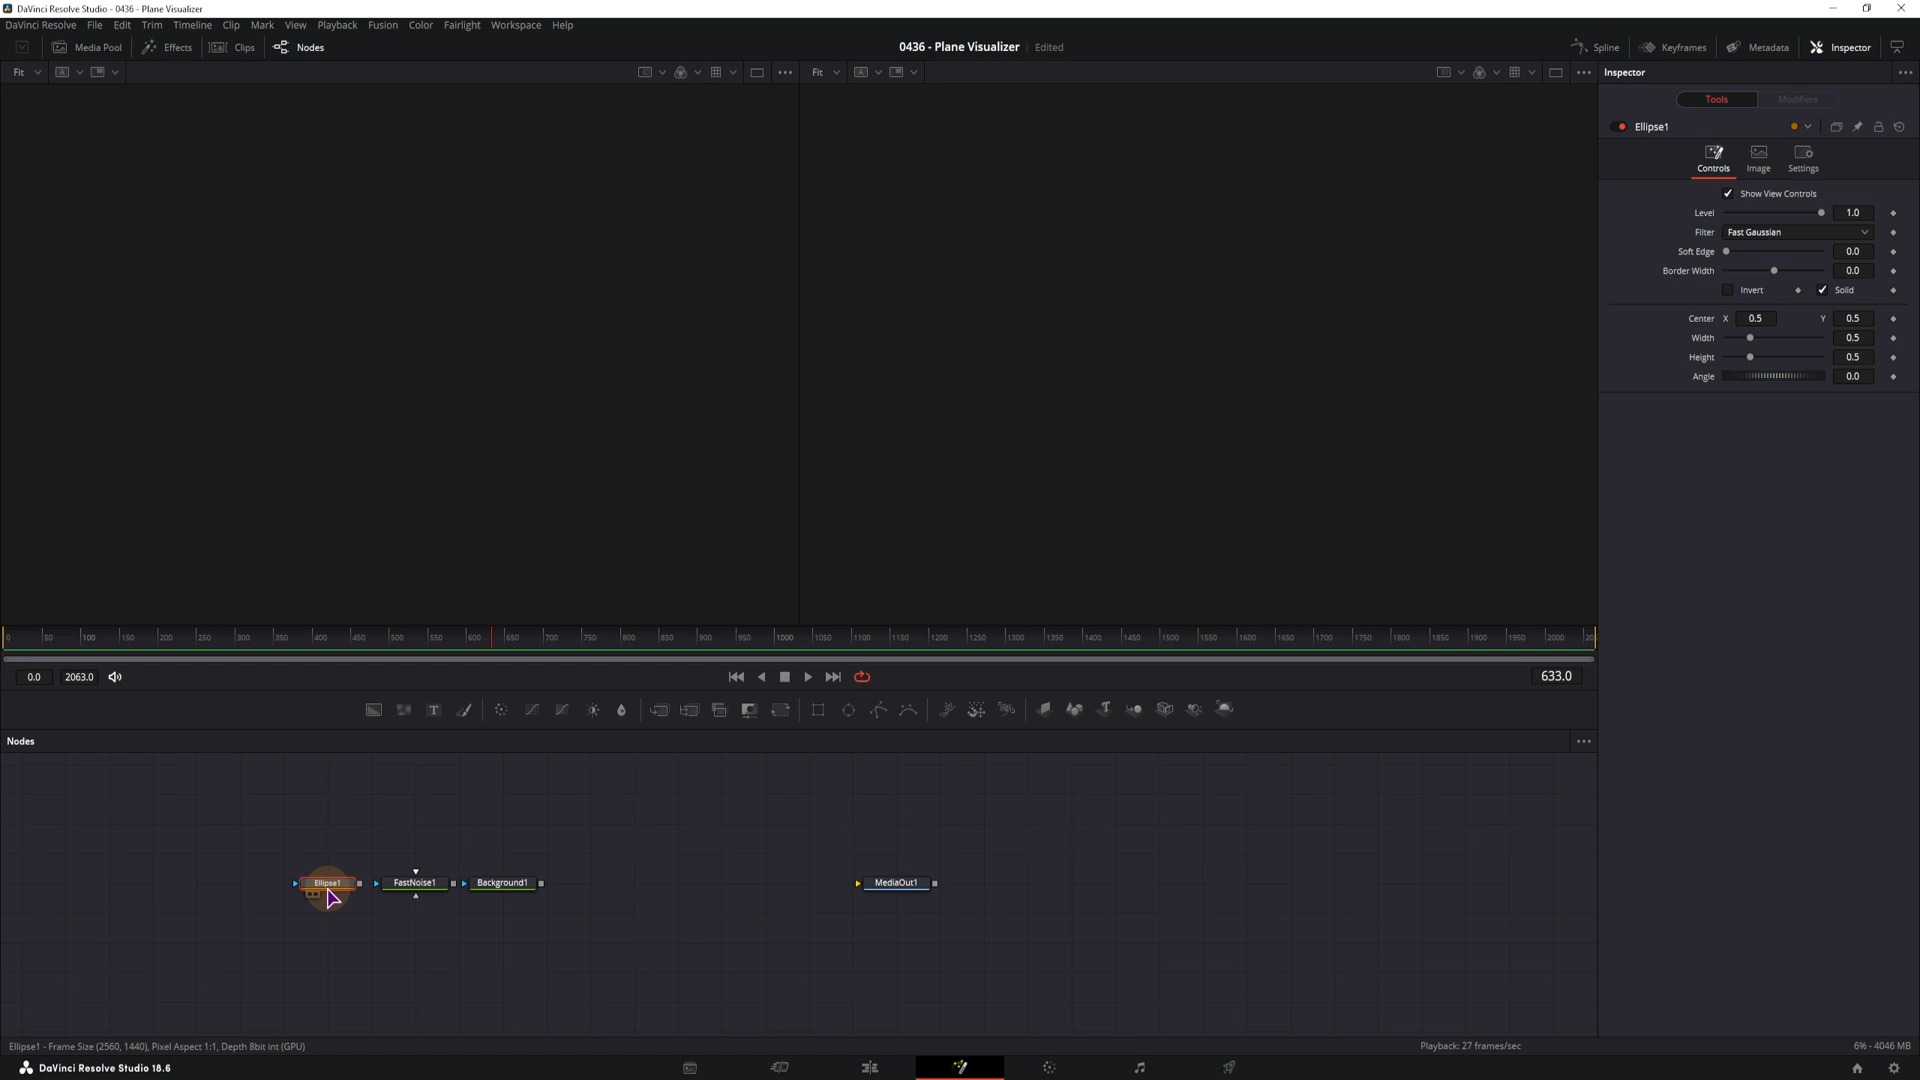 DaVinci Resolve Studio - 0436 - Plane Visualizer
DaVinci Resolve File Edit Trim Timeline Clip Mark View Playback Fusion Color Fairlight Workspace Help
Media Pool Effects Clips Nodes 0436 - Plane Visualizer Edited Spline Keyframes Metadata Inspector
Fit A Fit A Inspector
Tools Modifiers
Ellipse1
Controls Image Settings
Show View Controls
Level 1.0
Filter Fast Gaussian
Soft Edge 0.0
Border Width 0.0
Invert Solid
Center X 0.5 Y 0.5
Width 0.5
Height 0.5
Angle 0.0
0 50 100 150 200 250 300 350 400 450 500 550 600 650 700 750 800 850 900 950 1000 1050 1100 1150 1200 1250 1300 1350 1400 1450 1500 1550 1600 1650 1700 1750 1800 1850 1900 1950 2000
0.0 2063.0 633.0
Nodes
Ellipse1 FastNoise1 Background1 MediaOut1
Ellipse1 - Frame Size (2560, 1440), Pixel Aspect 1:1, Depth 8bit int (GPU) Playback: 27 frames/sec 6% - 4046 MB
DaVinci Resolve Studio 18.6